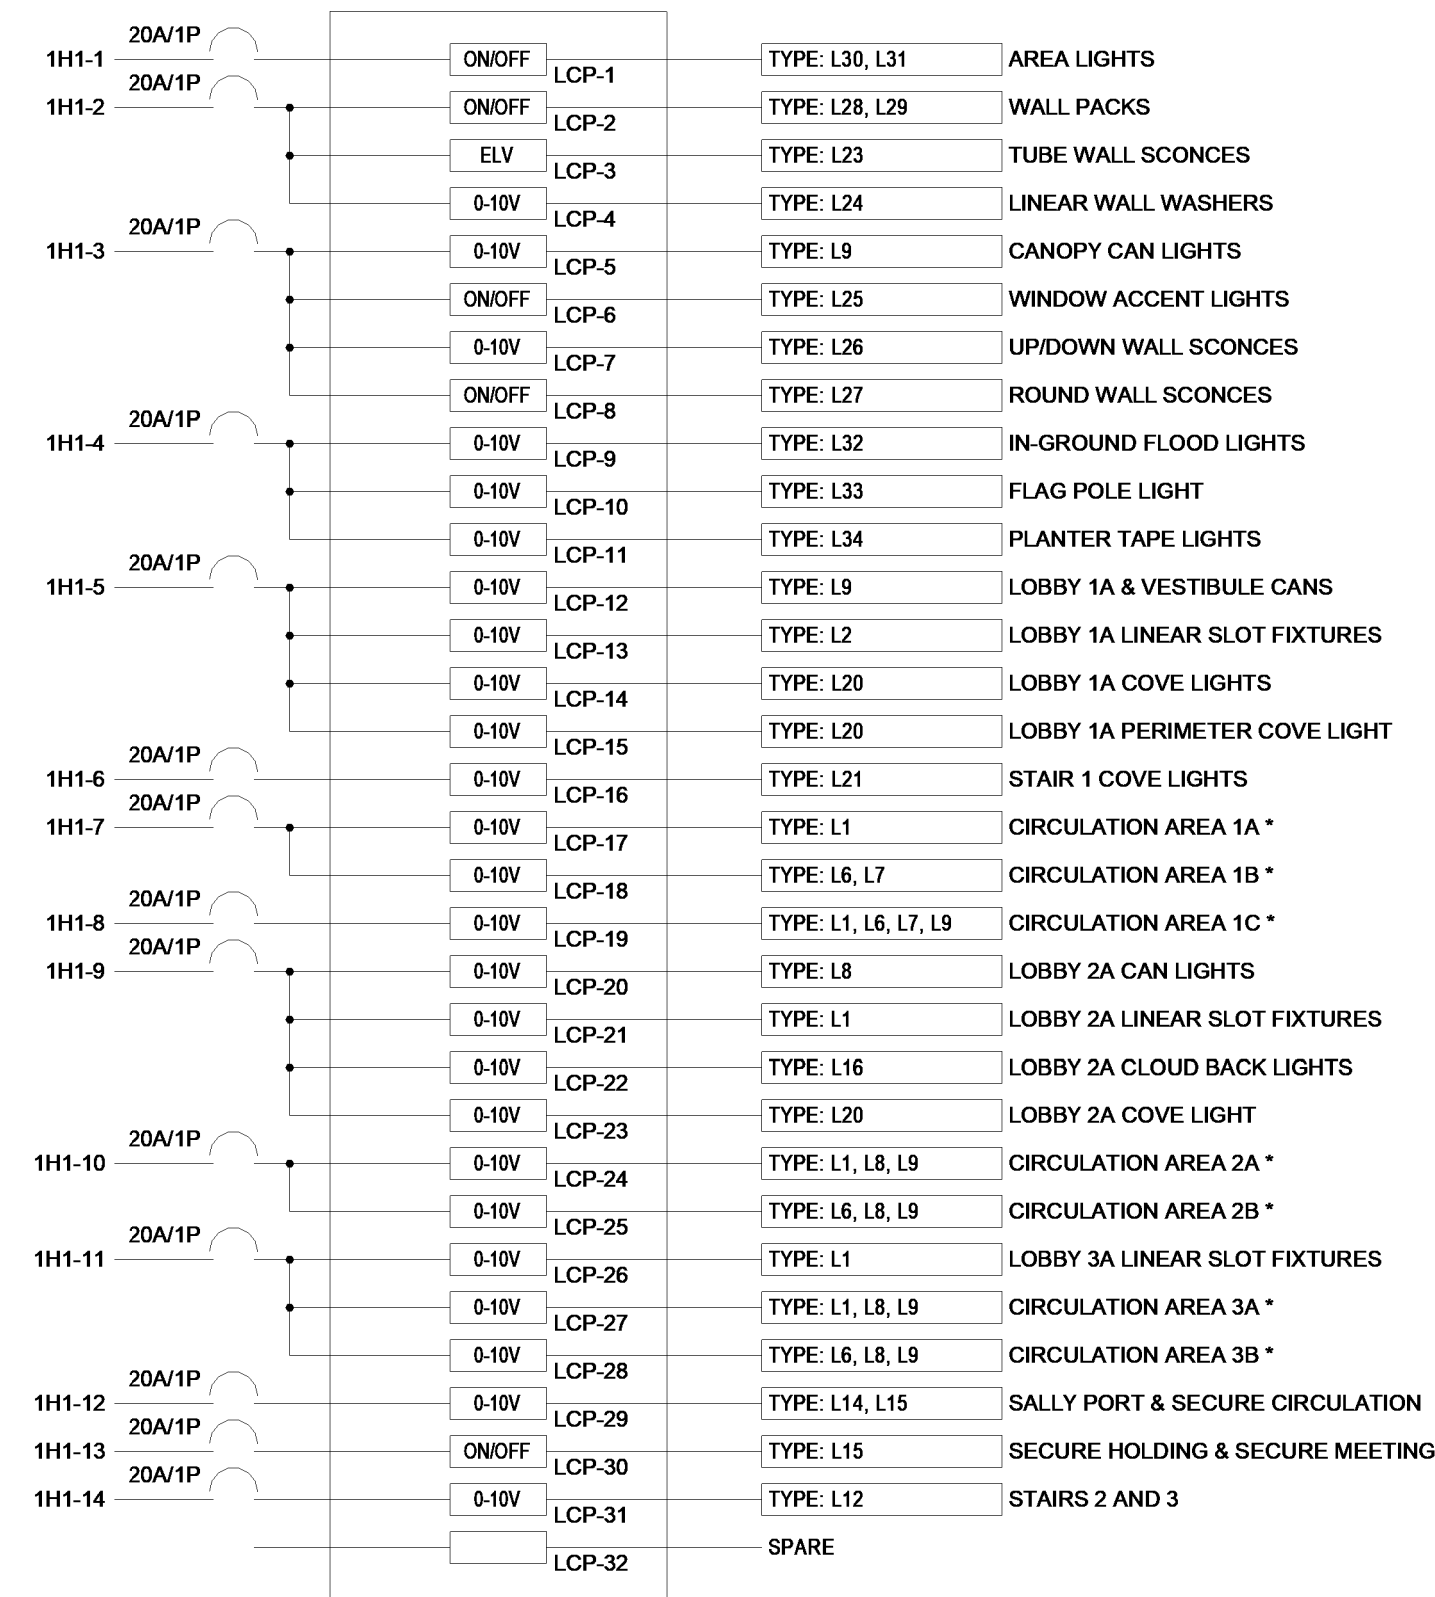 20A/1P
1H1-1 ON/OFF LCP-1 TYPE: L30, L31 AREA LIGHTS
20A/1P
1H1-2 ON/OFF LCP-2 TYPE: L28, L29 WALL PACKS
ELV LCP-3 TYPE: L23 TUBE WALL SCONCES
0-10V LCP-4 TYPE: L24 LINEAR WALL WASHERS
20A/1P
1H1-3 0-10V LCP-5 TYPE: L9 CANOPY CAN LIGHTS
ON/OFF LCP-6 TYPE: L25 WINDOW ACCENT LIGHTS
0-10V LCP-7 TYPE: L26 UP/DOWN WALL SCONCES
ON/OFF LCP-8 TYPE: L27 ROUND WALL SCONCES
20A/1P
1H1-4 0-10V LCP-9 TYPE: L32 IN-GROUND FLOOD LIGHTS
0-10V LCP-10 TYPE: L33 FLAG POLE LIGHT
0-10V LCP-11 TYPE: L34 PLANTER TAPE LIGHTS
20A/1P
1H1-5 0-10V LCP-12 TYPE: L9 LOBBY 1A & VESTIBULE CANS
0-10V LCP-13 TYPE: L2 LOBBY 1A LINEAR SLOT FIXTURES
0-10V LCP-14 TYPE: L20 LOBBY 1A COVE LIGHTS
0-10V LCP-15 TYPE: L20 LOBBY 1A PERIMETER COVE LIGHT
20A/1P
1H1-6 0-10V LCP-16 TYPE: L21 STAIR 1 COVE LIGHTS
20A/1P
1H1-7 0-10V LCP-17 TYPE: L1 CIRCULATION AREA 1A *
0-10V LCP-18 TYPE: L6, L7 CIRCULATION AREA 1B *
20A/1P
1H1-8 0-10V LCP-19 TYPE: L1, L6, L7, L9 CIRCULATION AREA 1C *
20A/1P
1H1-9 0-10V LCP-20 TYPE: L8 LOBBY 2A CAN LIGHTS
0-10V LCP-21 TYPE: L1 LOBBY 2A LINEAR SLOT FIXTURES
0-10V LCP-22 TYPE: L16 LOBBY 2A CLOUD BACK LIGHTS
0-10V LCP-23 TYPE: L20 LOBBY 2A COVE LIGHT
20A/1P
1H1-10 0-10V LCP-24 TYPE: L1, L8, L9 CIRCULATION AREA 2A *
0-10V LCP-25 TYPE: L6, L8, L9 CIRCULATION AREA 2B *
20A/1P
1H1-11 0-10V LCP-26 TYPE: L1 LOBBY 3A LINEAR SLOT FIXTURES
0-10V LCP-27 TYPE: L1, L8, L9 CIRCULATION AREA 3A *
0-10V LCP-28 TYPE: L6, L8, L9 CIRCULATION AREA 3B *
20A/1P
1H1-12 0-10V LCP-29 TYPE: L14, L15 SALLY PORT & SECURE CIRCULATION
20A/1P
1H1-13 ON/OFF LCP-30 TYPE: L15 SECURE HOLDING & SECURE MEETING
20A/1P
1H1-14 0-10V LCP-31 TYPE: L12 STAIRS 2 AND 3
LCP-32 SPARE